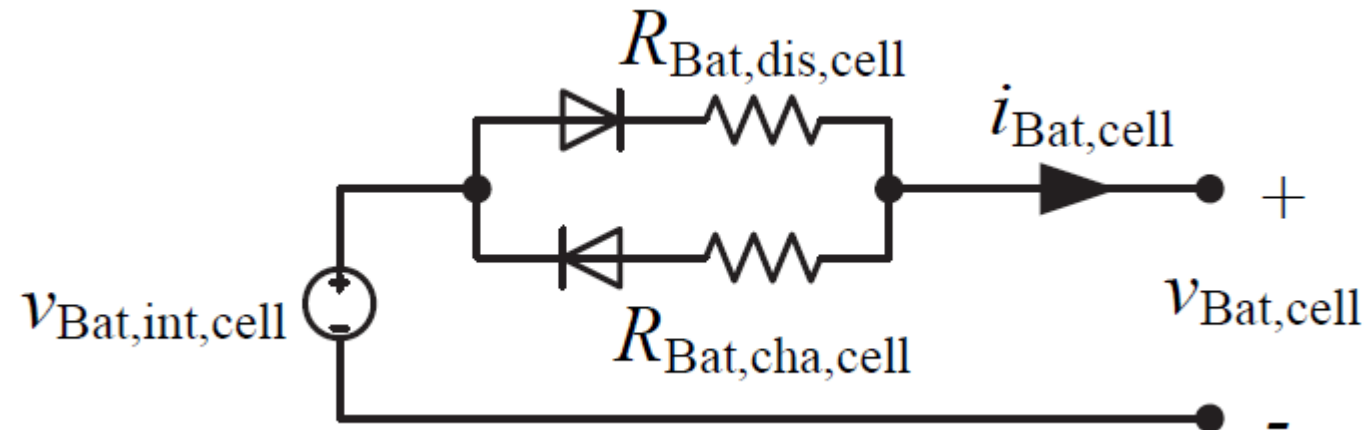 R_Bat,dis,cell
i_Bat,cell
+
v_Bat,int,cell
+
-
R_Bat,cha,cell
v_Bat,cell
-